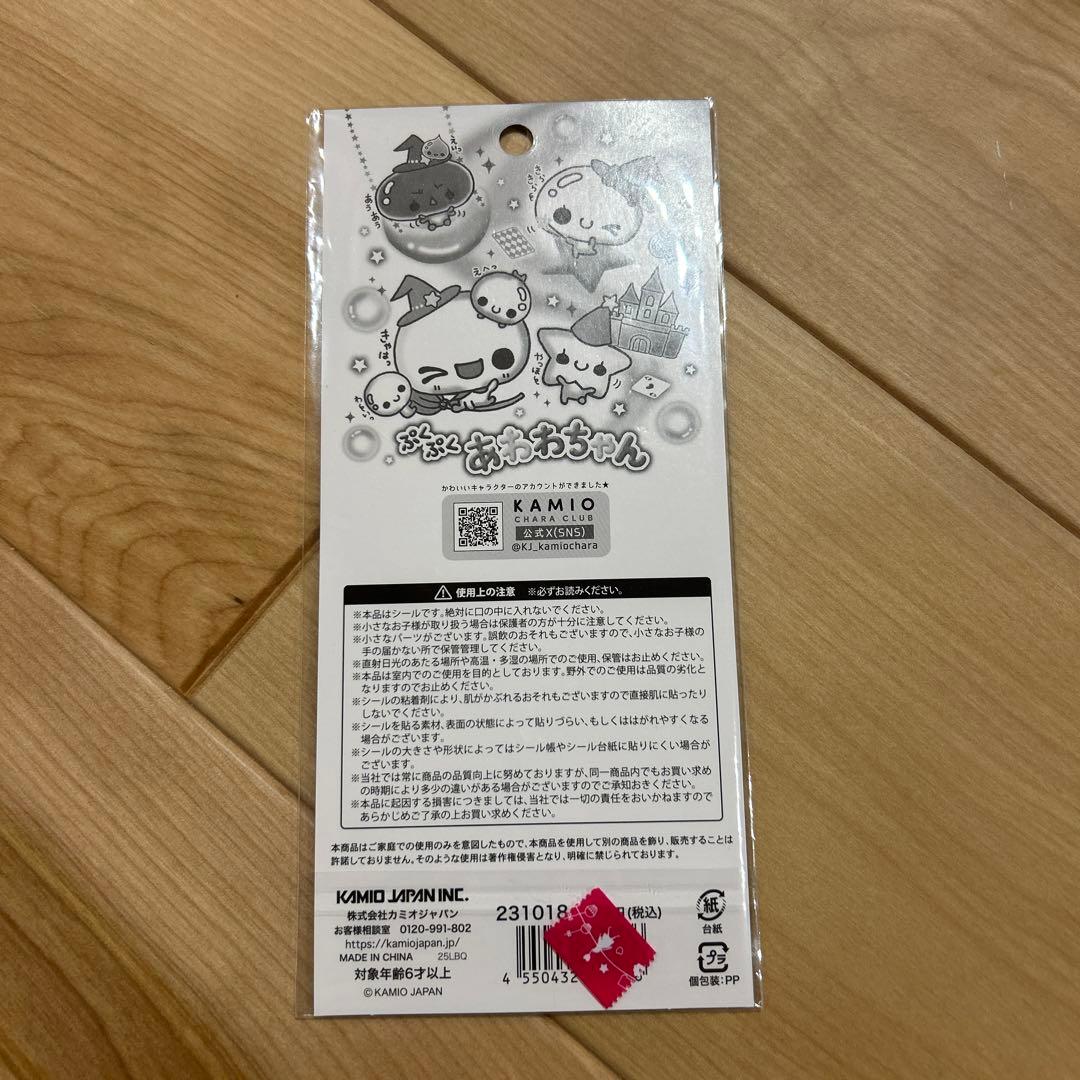 えいっ
あぅあぅ
えへっ
きゃはっ
やっほ〜
ぷくぷく あわわちゃん
かわいいキャラクターのアカウントができました★
KAMIO
CHARA CLUB
公式X(SNS)
@KJ_kamiochara
使用上の注意 ※必ずお読みください。
※本品はシールです。絶対に口の中に入れないでください。
※小さなお子様が取り扱う場合は保護者の方が十分に注意してください。
※小さなパーツがございます。誤飲のおそれもございますので、小さなお子様の
手の届かない所で保管管理してください。
※直射日光のあたる場所や高温・多湿の場所でのご使用、保管はお止めください。
※本品は室内でのご使用を目的としております。野外でのご使用は品質の劣化と
なりますのでお止めください。
※シールの粘着剤により、肌がかぶれるおそれもございますので直接肌に貼ったり
しないでください。
※シールを貼る素材、表面の状態によって貼りづらい、もしくははがれやすくなる
場合がございます。
※シールの大きさや形状によってはシール帳やシール台紙に貼りにくい場合が
ございます。
※当社では常に商品の品質向上に努めておりますが、同一商品内でもお買い求め
の時期により多少の違いがある場合がございますのでご承知おきください。
※本品に起因する損害につきましては、当社では一切の責任をおいかねますので
あらかじめご了承の上お買い求めください。
本商品はご家庭での使用のみを意図したもので、本商品を使用して別の商品を飾り、販売することは
許諾しておりません。そのような使用は著作権侵害となり、明確に禁じられております。
KAMIO JAPAN INC.
株式会社カミオジャパン
お客様相談室 0120-991-802
https://kamiojapan.jp/
MADE IN CHINA 25LBQ
対象年齢6才以上
©KAMIO JAPAN
231018 (税込)
4 550432
紙
台紙
プラ
個包装:PP